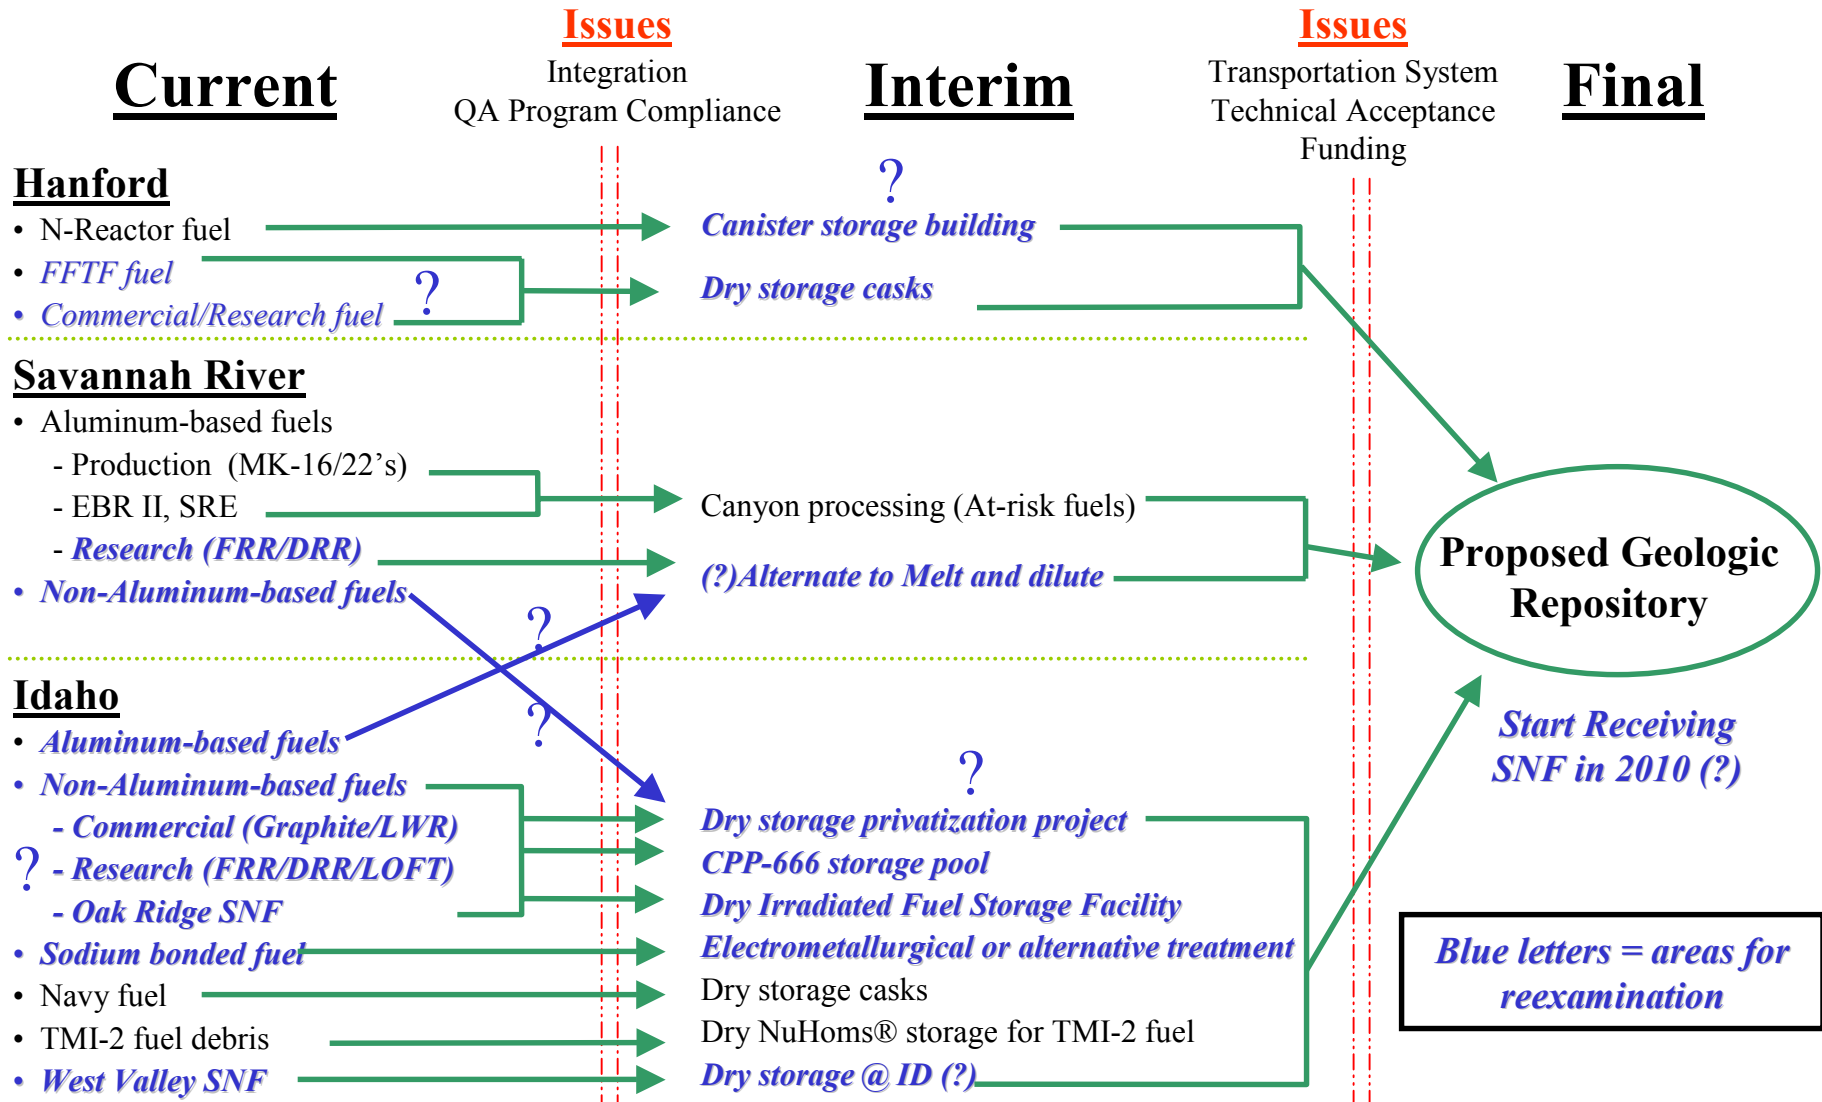 Issues
Issues
Current
Integration
QA Program Compliance
Interim
Transportation System
Technical Acceptance
Funding
Final
Hanford
• N-Reactor fuel
• FFTF fuel
• Commercial/Research fuel
?
?
Canister storage building
Dry storage casks
Savannah River
• Aluminum-based fuels
- Production (MK-16/22's)
- EBR II, SRE
- Research (FRR/DRR)
• Non-Aluminum-based fuels
Canyon processing (At-risk fuels)
(?)Alternate to Melt and dilute
?
?
Proposed Geologic
Repository
Start Receiving
SNF in 2010 (?)
Idaho
• Aluminum-based fuels
• Non-Aluminum-based fuels
- Commercial (Graphite/LWR)
? - Research (FRR/DRR/LOFT)
- Oak Ridge SNF
• Sodium bonded fuel
• Navy fuel
• TMI-2 fuel debris
• West Valley SNF
?
Dry storage privatization project
CPP-666 storage pool
Dry Irradiated Fuel Storage Facility
Electrometallurgical or alternative treatment
Dry storage casks
Dry NuHoms® storage for TMI-2 fuel
Dry storage @ ID (?)
Blue letters = areas for
reexamination